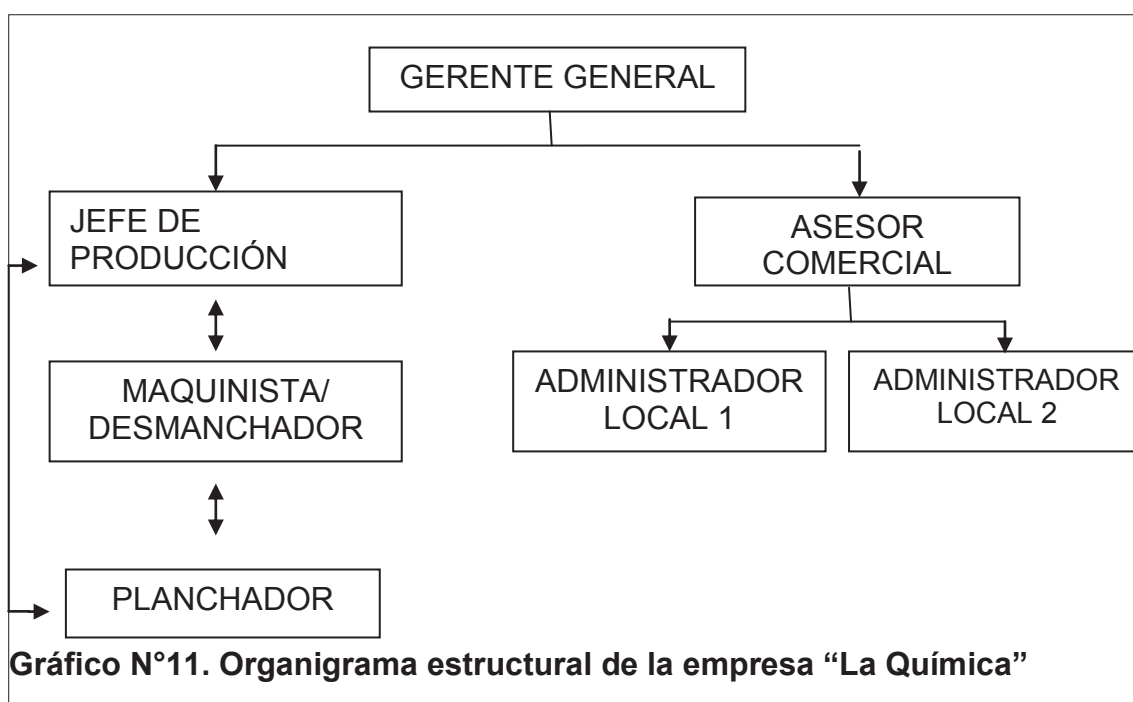 GERENTE GENERAL
JEFE DE
PRODUCCIÓN
ASESOR
COMERCIAL
MAQUINISTA/
DESMANCHADOR
ADMINISTRADOR
LOCAL 1
ADMINISTRADOR
LOCAL 2
PLANCHADOR
Gráfico N°11. Organigrama estructural de la empresa “La Química”